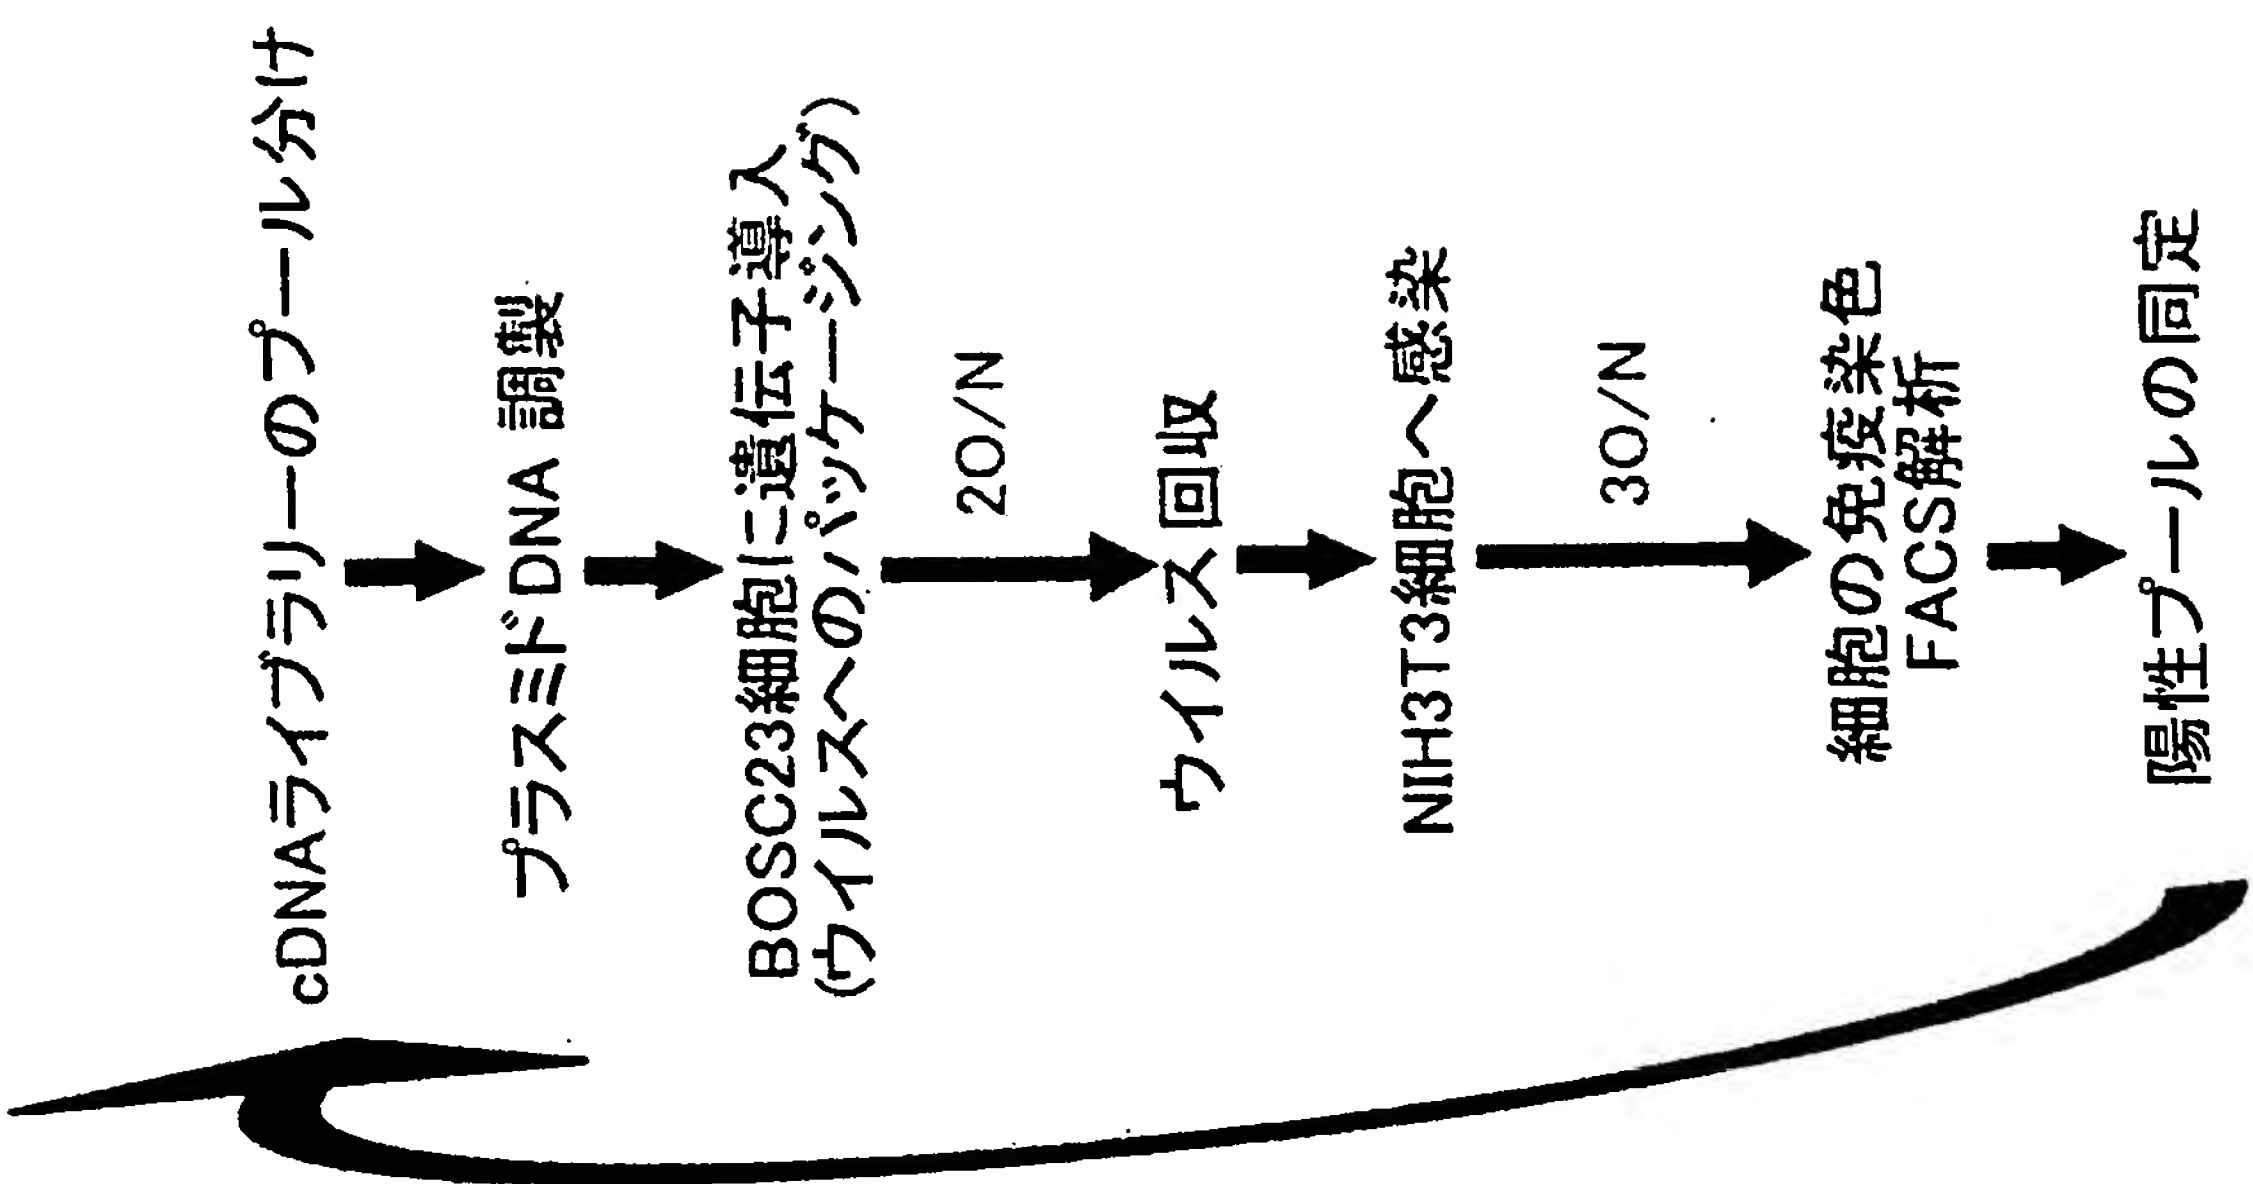 cDNAライブラリーのプール分け
プラスミドDNA 調製
BOSC23細胞に遺伝子導入
(ウイルスへのパッケージング)
2O/N
ウイルス回収
NIH3T3細胞へ感染
3O/N
細胞の免疫染色
FACS解析
陽性プールの同定